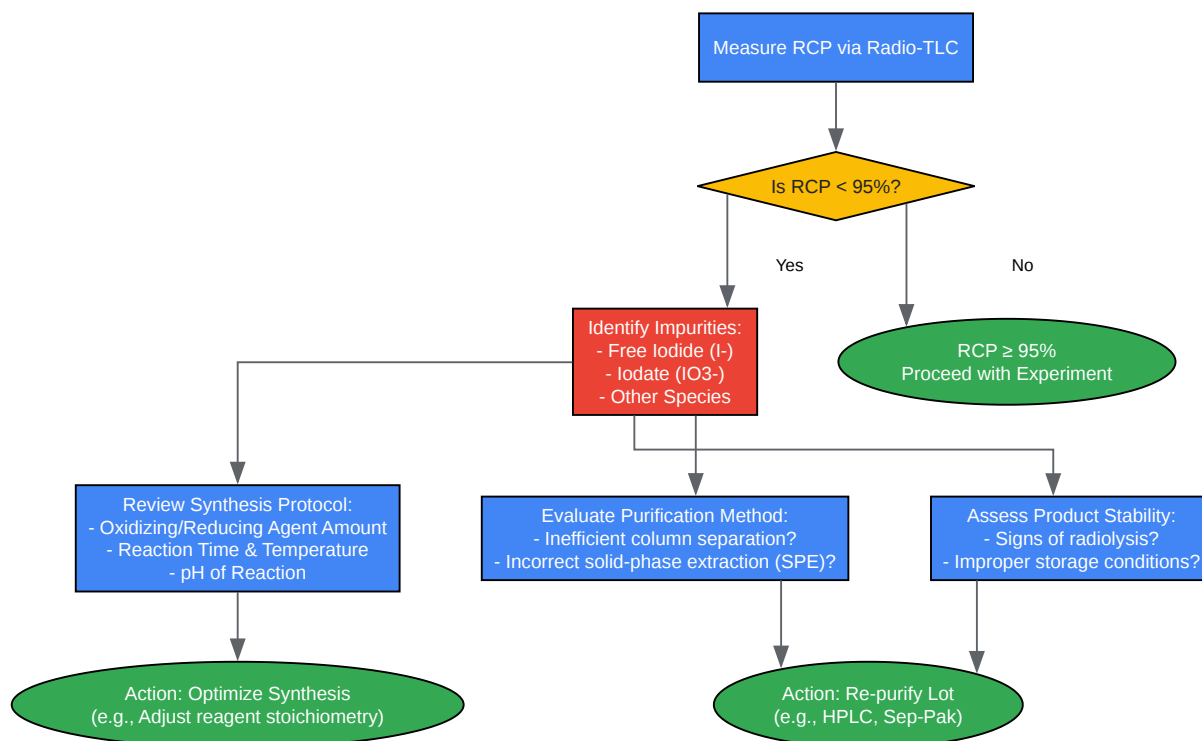 Measure RCP via Radio-TLC
Is RCP < 95%?
Yes
No
Identify Impurities:
- Free Iodide (I-)
- Iodate (IO3-)
- Other Species
RCP ≥ 95%
Proceed with Experiment
Review Synthesis Protocol:
- Oxidizing/Reducing Agent Amount
- Reaction Time & Temperature
- pH of Reaction
Evaluate Purification Method:
- Inefficient column separation?
- Incorrect solid-phase extraction (SPE)?
Assess Product Stability:
- Signs of radiolysis?
- Improper storage conditions?
Action: Optimize Synthesis
(e.g., Adjust reagent stoichiometry)
Action: Re-purify Lot
(e.g., HPLC, Sep-Pak)